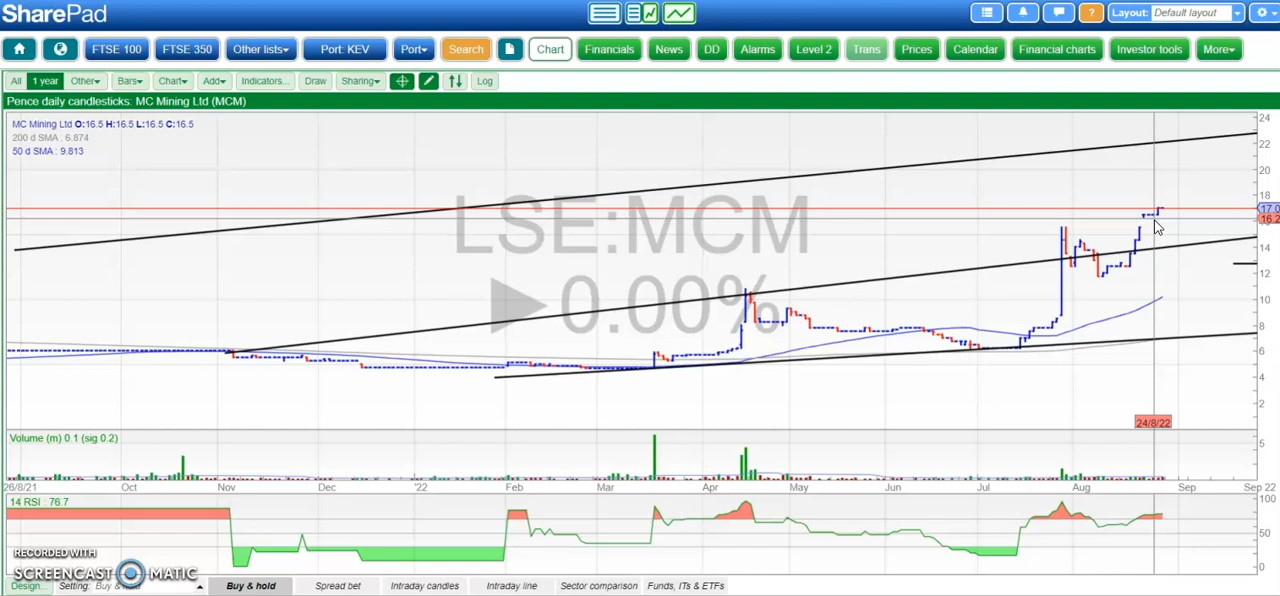 SharePad
Layout: Default layout
FTSE 100 FTSE 350 Other lists Port: KEV Port Search Chart Financials News DD Alarms Level 2 Trans Prices Calendar Financial charts Investor tools More
All 1 year Other Bars Chart Add Indicators... Draw Sharing Log
Pence daily candlesticks: MC Mining Ltd (MCM)
MC Mining Ltd O:16.5 H:16.5 L:16.5 C:16.5
200 d SMA : 6.874
50 d SMA : 9.813
LSE:MCM
0.00%
24
22
20
18
17.0
16.2
14
12
10
8
6
4
2
24/8/22
Volume (m) 0.1 (sig 0.2)
5
0
26/8/21 Oct Nov Dec '22 Feb Mar Apr May Jun Jul Aug Sep Sep 22
14 RSI : 76.7
100
50
0
RECORDED WITH
SCREENCAST MATIC
Design... Setting: Buy & hold Spread bet Intraday candles Intraday line Sector comparison Funds, ITs & ETFs